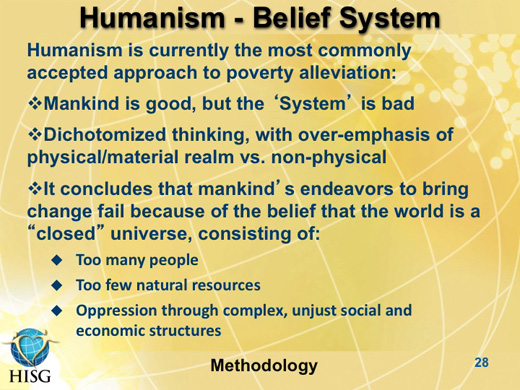 Humanism - Belief System
Humanism is currently the most commonly
accepted approach to poverty alleviation:
❖Mankind is good, but the ‘System’ is bad
❖Dichotomized thinking, with over-emphasis of
physical/material realm vs. non-physical
❖It concludes that mankind’s endeavors to bring
change fail because of the belief that the world is a
“closed” universe, consisting of:
◆ Too many people
◆ Too few natural resources
◆ Oppression through complex, unjust social and
economic structures
HISG
Methodology
28